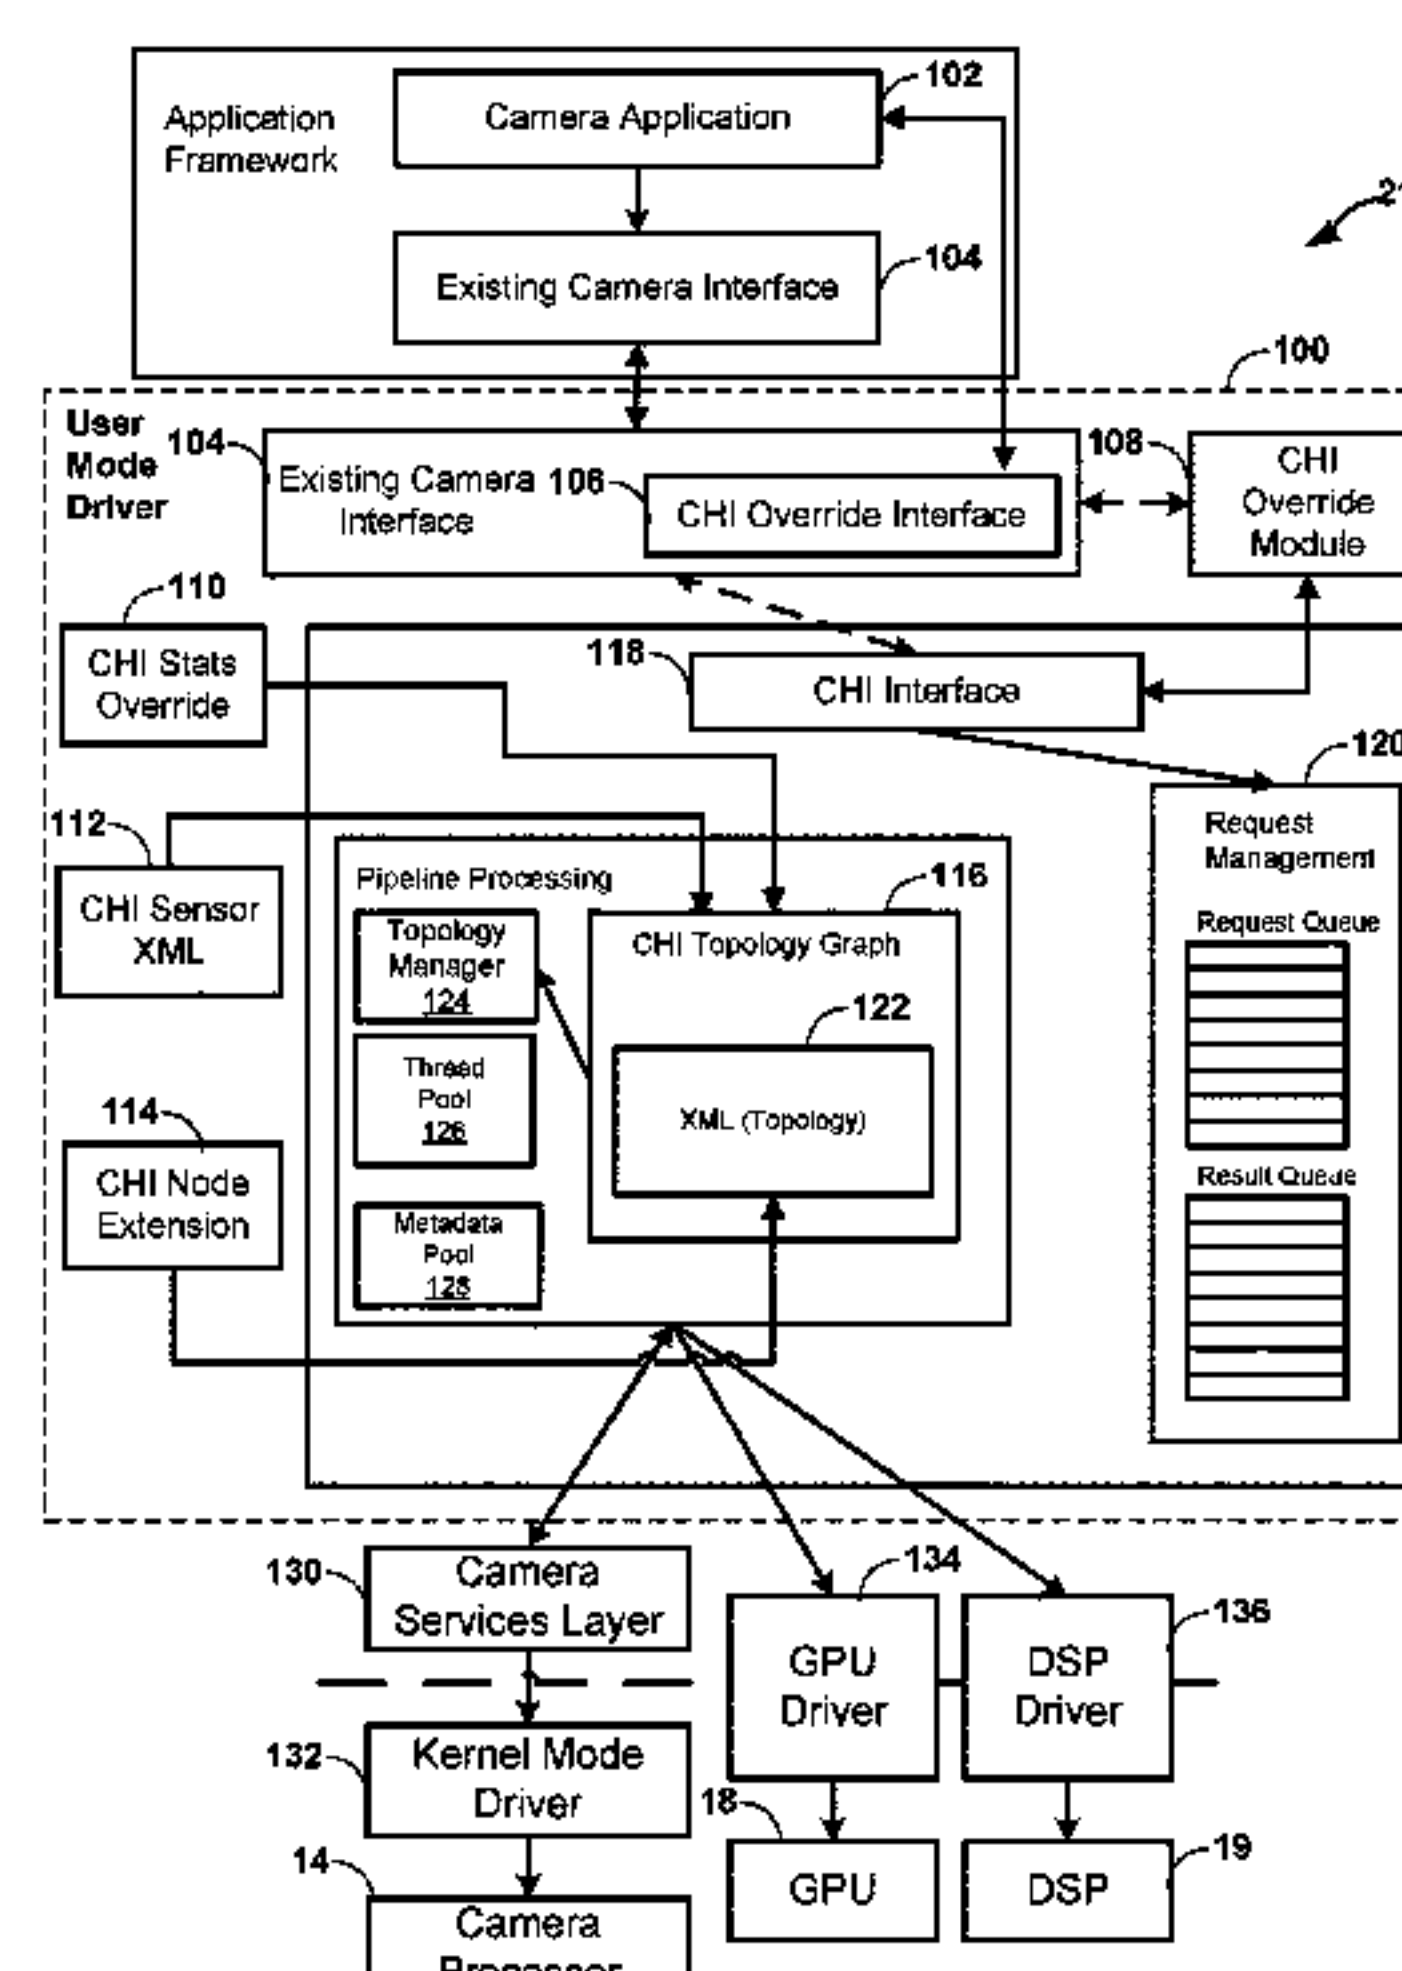 102
Application
Framework
Camera Application
104
Existing Camera Interface
100
User
Mode
Driver
104
Existing Camera
Interface
106
CHI Override Interface
108
CHI
Override
Module
110
CHI Stats
Override
118
CHI Interface
120
Request
Management
Request Queue
Result Queue
112
CHI Sensor
XML
Pipeline Processing
116
Topology
Manager
124
CHI Topology Graph
122
XML (Topology)
Thread
Pool
126
114
CHI Node
Extension
Metadata
Pool
128
130
Camera
Services Layer
134
GPU
Driver
136
DSP
Driver
132
Kernel Mode
Driver
18
GPU
19
DSP
14
Camera
Processor